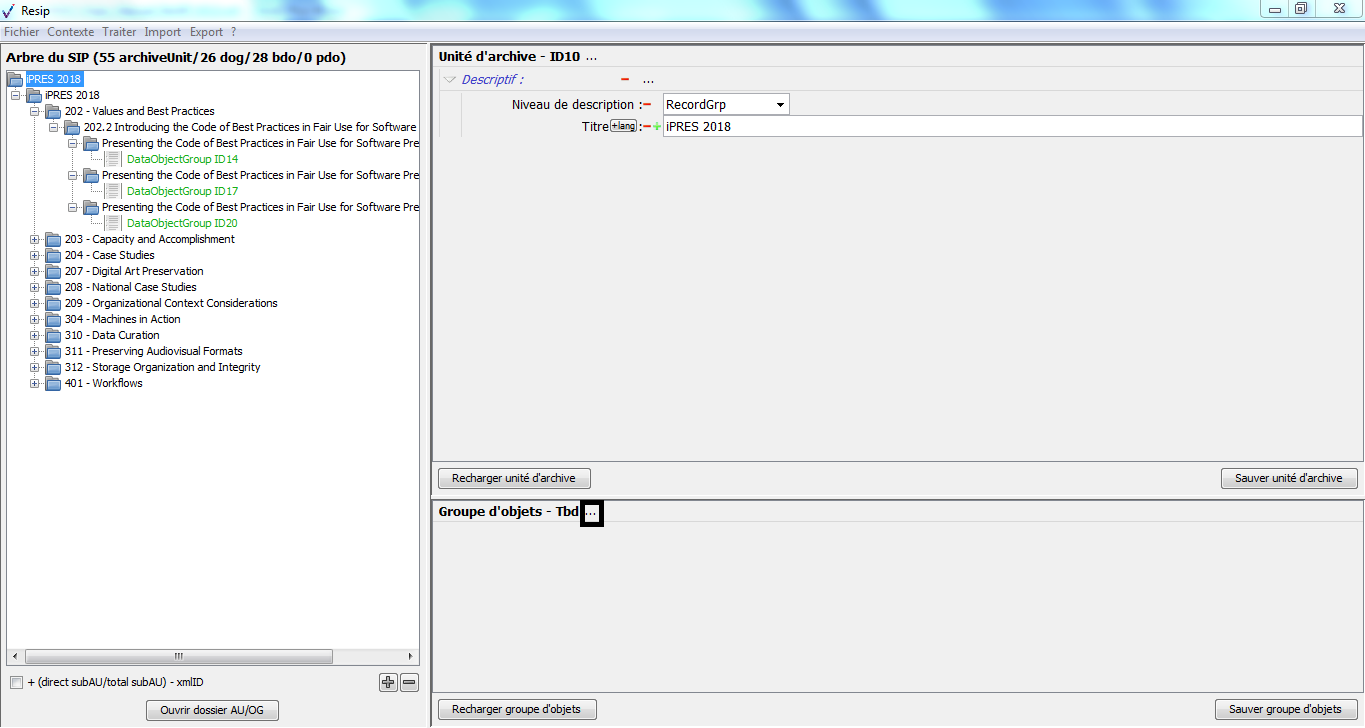 Resip
Fichier Contexte Traiter Import Export ?
Arbre du SIP (55 archiveUnit/26 dog/28 bdo/0 pdo)
iPRES 2018
iPRES 2018
202 - Values and Best Practices
202.2 Introducing the Code of Best Practices in Fair Use for Software
Presenting the Code of Best Practices in Fair Use for Software Pre
DataObjectGroup ID14
Presenting the Code of Best Practices in Fair Use for Software Pre
DataObjectGroup ID17
Presenting the Code of Best Practices in Fair Use for Software Pre
DataObjectGroup ID20
203 - Capacity and Accomplishment
204 - Case Studies
207 - Digital Art Preservation
208 - National Case Studies
209 - Organizational Context Considerations
304 - Machines in Action
310 - Data Curation
311 - Preserving Audiovisual Formats
312 - Storage Organization and Integrity
401 - Workflows
+ (direct subAU/total subAU) - xmlID
Ouvrir dossier AU/OG
Unité d'archive - ID10 ...
Descriptif : ...
Niveau de description : RecordGrp
Titre +lang : iPRES 2018
Recharger unité d'archive
Sauver unité d'archive
Groupe d'objets - Tbd ...
Recharger groupe d'objets
Sauver groupe d'objets